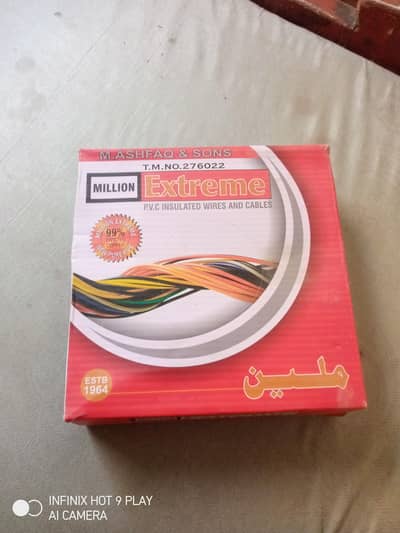 M.ASHFAQ & SONS
T.M.NO.276022
MILLION
Extreme
P.V.C INSULATED WIRES AND CABLES
99%
ESTB
1964
ملین
INFINIX HOT 9 PLAY
AI CAMERA